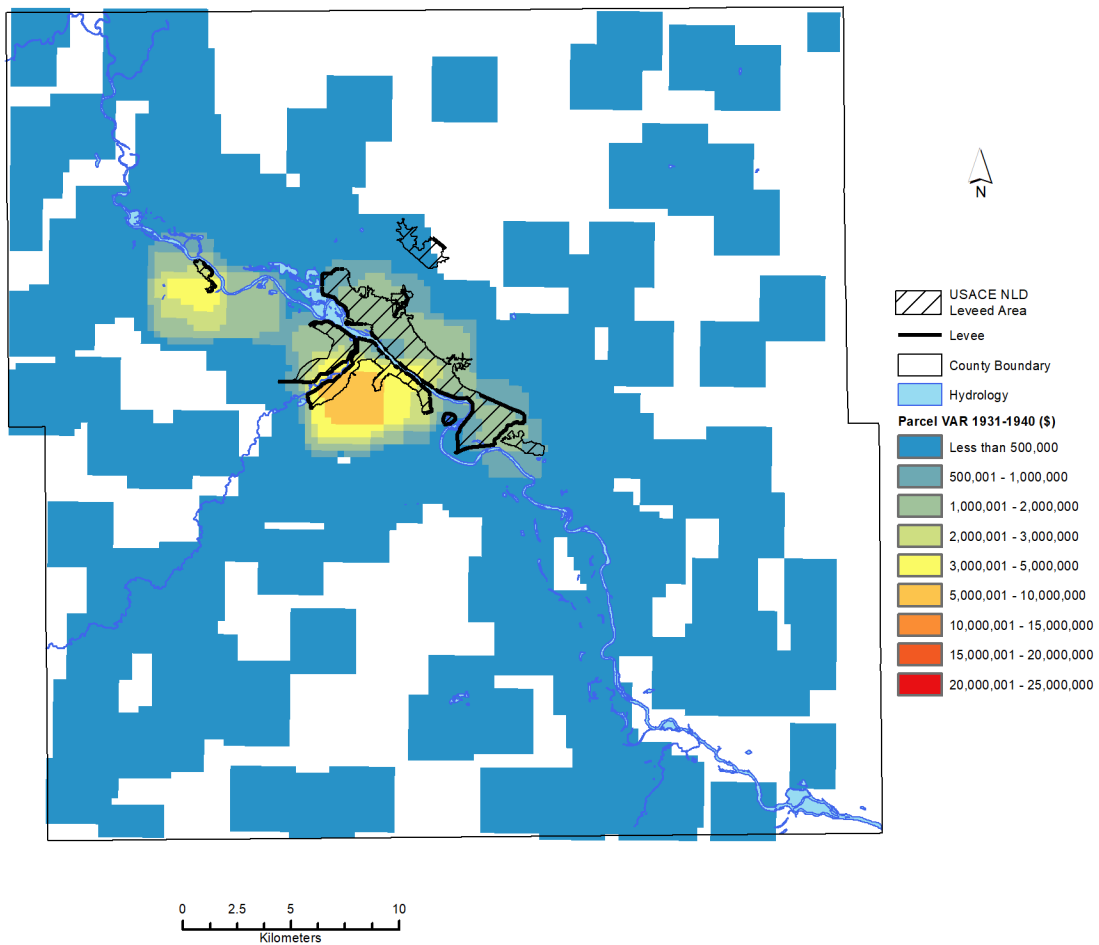 N
USACE NLD
Leveed Area
Levee
County Boundary
Hydrology
Parcel VAR 1931-1940 ($)
Less than 500,000
500,001 - 1,000,000
1,000,001 - 2,000,000
2,000,001 - 3,000,000
3,000,001 - 5,000,000
5,000,001 - 10,000,000
10,000,001 - 15,000,000
15,000,001 - 20,000,000
20,000,001 - 25,000,000
0 2.5 5 10
Kilometers